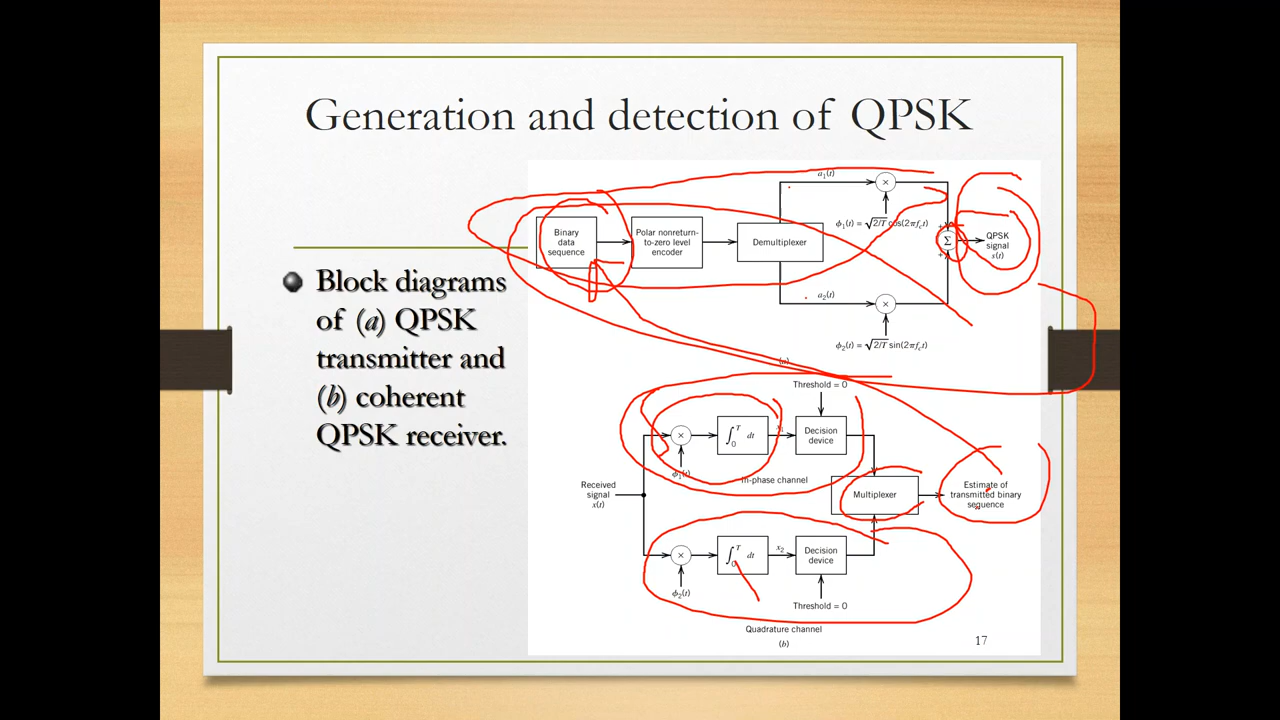 Generation and detection of QPSK
Block diagrams
of (a) QPSK
transmitter and
(b) coherent
QPSK receiver.
Binary
data
sequence
Polar nonreturn-
to-zero level
encoder
Demultiplexer
a₁(t)
×
ϕ₁(t) = √2/T cos(2πf_c t)
+
Σ
+
QPSK
signal
s(t)
a₂(t)
×
ϕ₂(t) = √2/T sin(2πf_c t)
(a)
Threshold = 0
×
∫₀ᵀ dt
x₁
Decision
device
ϕ₁(t)
In-phase channel
Received
signal
x(t)
Multiplexer
Estimate of
transmitted binary
sequence
×
∫₀ᵀ dt
x₂
Decision
device
ϕ₂(t)
Threshold = 0
Quadrature channel
(b)
17